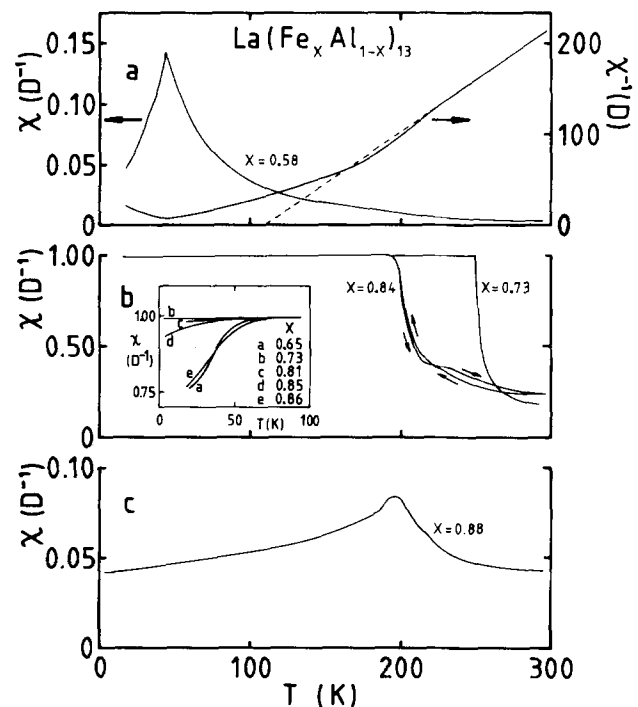 La(FeₓAl₁₋ₓ)₁₃
a
χ (D⁻¹)
0.15
0.10
0.05
0
200
100
0
χ⁻¹(D)
X = 0.58
b
χ (D⁻¹)
1.00
0.50
0
X=0.84
X=0.73
b
c
d
e
a
1.00
χ
(D⁻¹)
0.75
X
a 0.65
b 0.73
c 0.81
d 0.85
e 0.86
0 50 100
T(K)
c
χ (D⁻¹)
0.10
0.05
0
X=0.88
0 100 200 300
T (K)